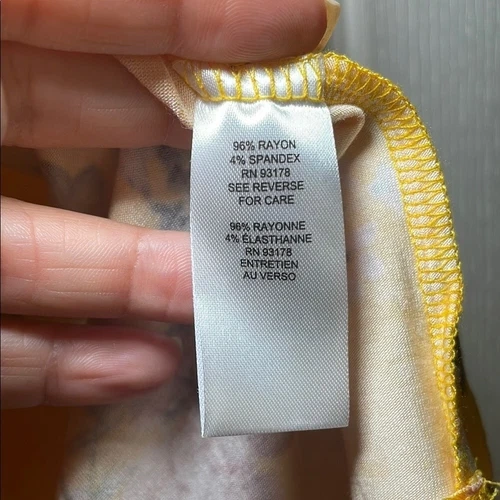 96% RAYON
4% SPANDEX
RN 93178
SEE REVERSE
FOR CARE
96% RAYONNE
4% ÉLASTHANNE
RN 93178
ENTRETIEN
AU VERSO